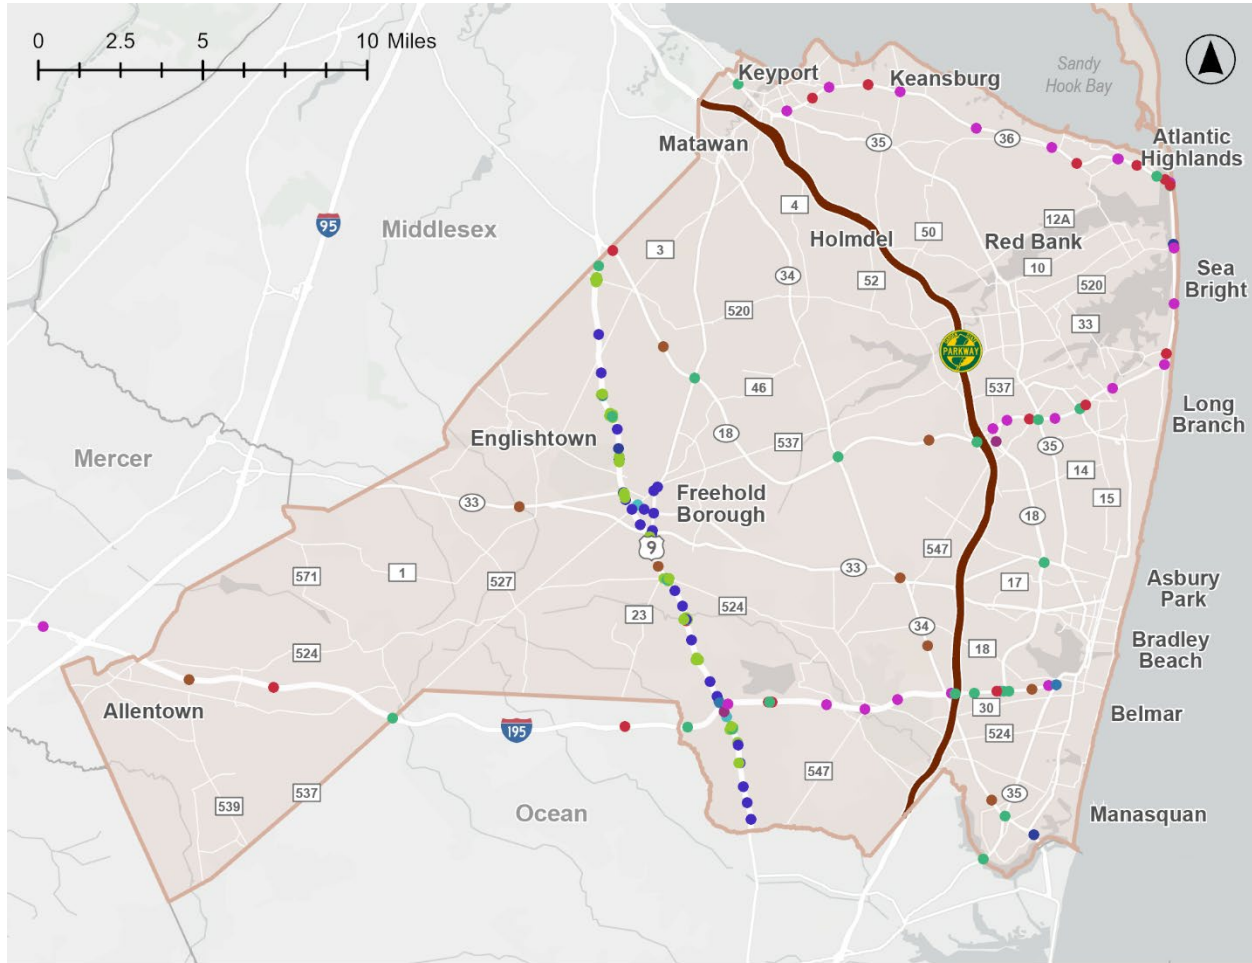 0 2.5 5 10 Miles
Keyport
Keansburg
Sandy
Hook Bay
Matawan
35
36
Atlantic
Highlands
95
Middlesex
4
Holmdel
50
12A
Red Bank
3
34
52
10
520
Sea
Bright
520
33
PARKWAY
46
537
Long
Branch
Englishtown
18
537
35
14
Mercer
33
Freehold
Borough
15
18
9
547
571
1
527
33
17
Asbury
Park
23
524
34
524
18
Bradley
Beach
Allentown
30
Belmar
195
524
547
537
539
35
Ocean
Manasquan